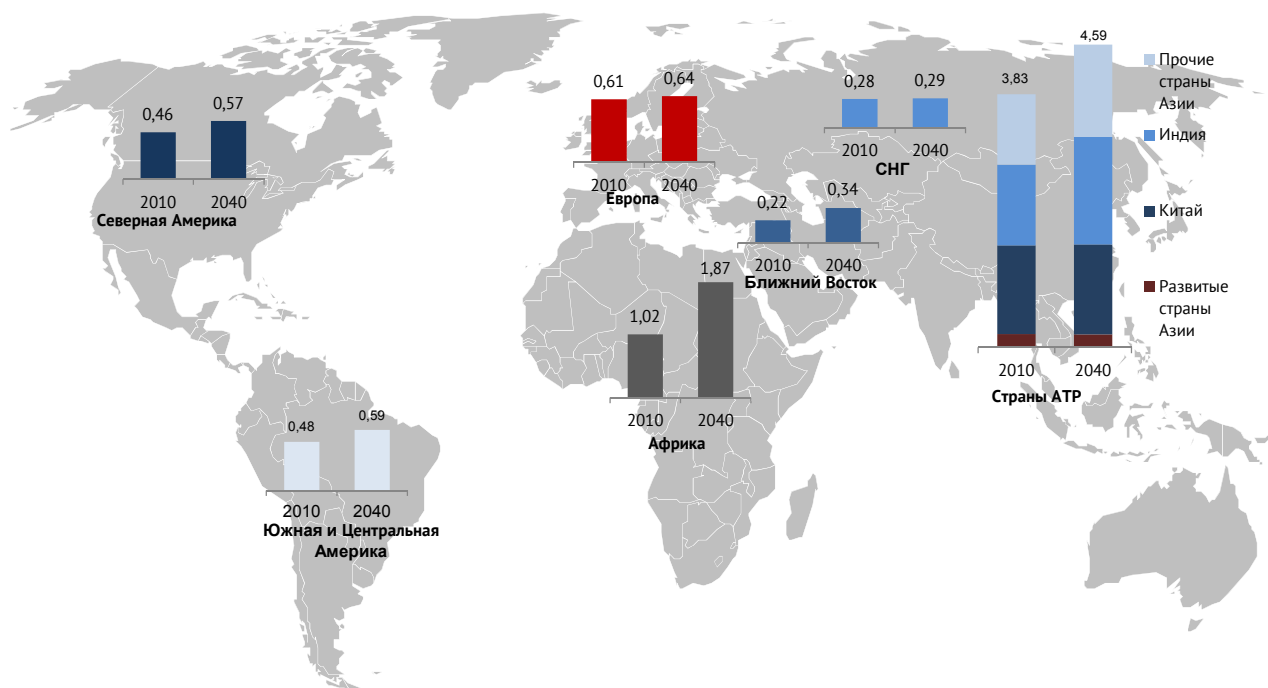 0,46 0,57
2010 2040
Северная Америка
0,61 0,64
2010 2040
Европа
0,28 0,29
2010 2040
СНГ
0,22 0,34
2010 2040
Ближний Восток
1,02 1,87
2010 2040
Африка
0,48 0,59
2010 2040
Южная и Центральная
Америка
3,83 4,59
2010 2040
Страны АТР
Прочие
страны
Азии
Индия
Китай
Развитые
страны
Азии